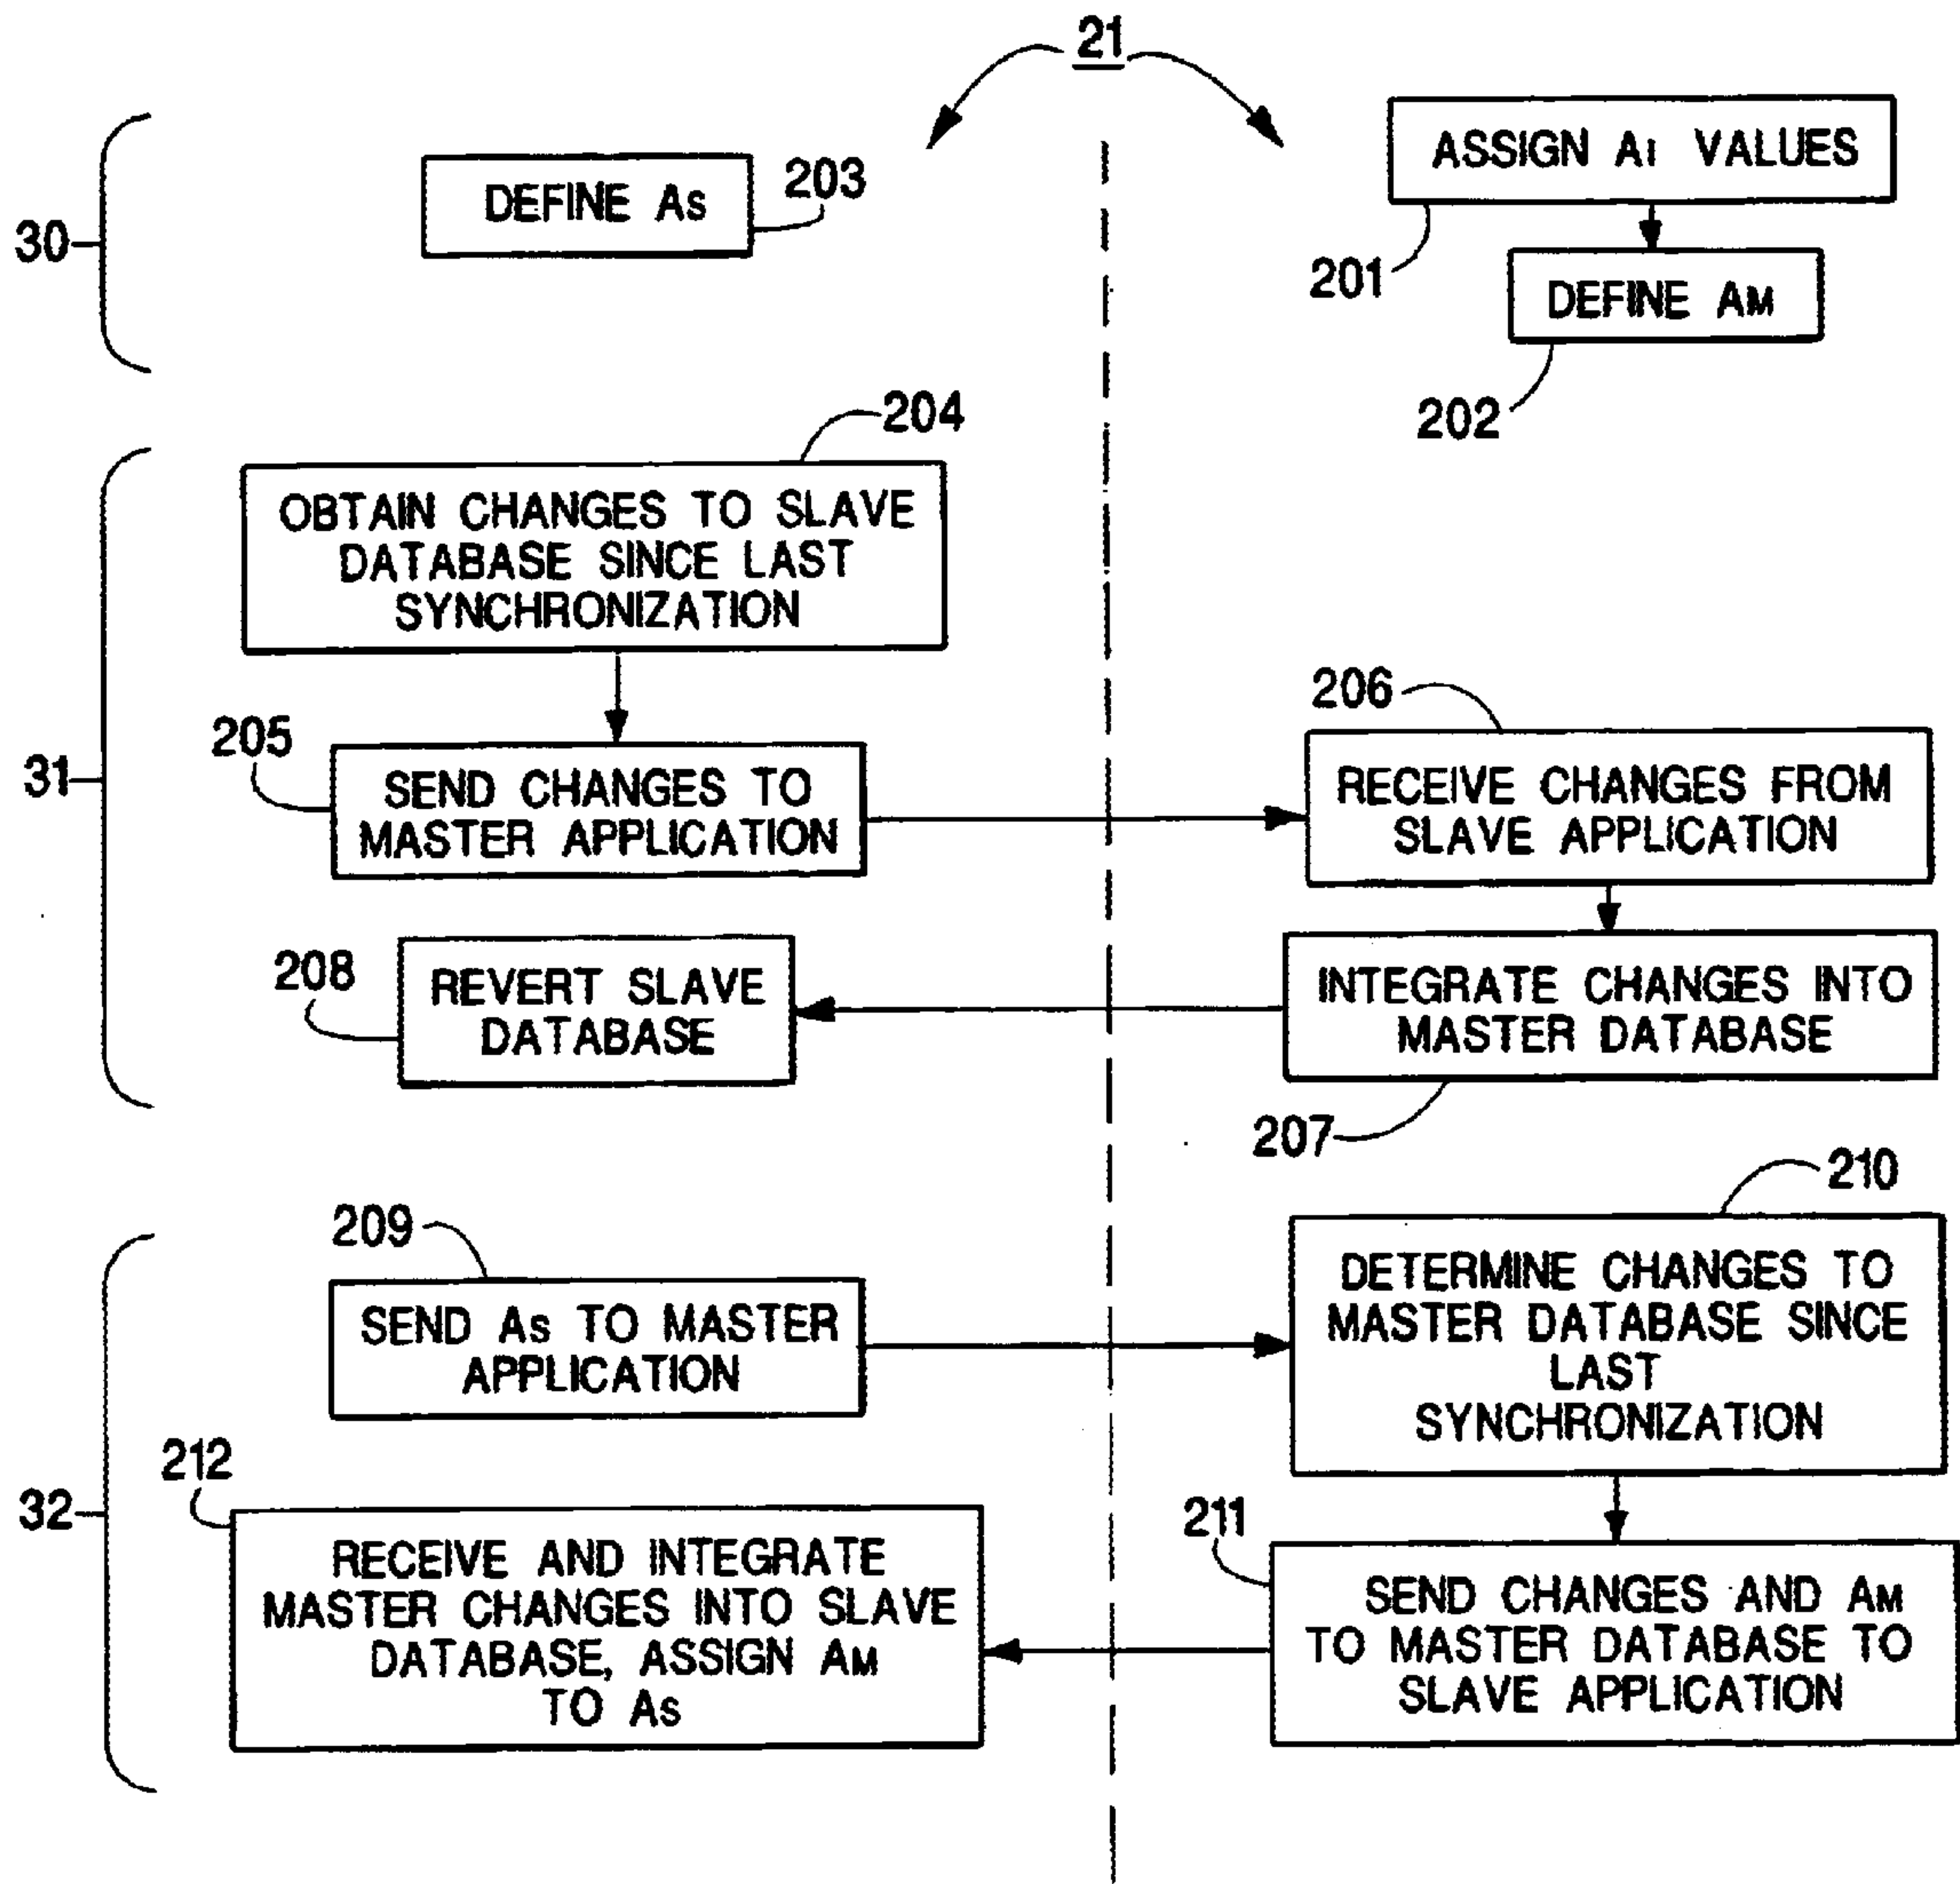 21
30
DEFINE As
203
ASSIGN AI VALUES
201
DEFINE AM
202
31
204
OBTAIN CHANGES TO SLAVE
DATABASE SINCE LAST
SYNCHRONIZATION
205
SEND CHANGES TO
MASTER APPLICATION
206
RECEIVE CHANGES FROM
SLAVE APPLICATION
208
REVERT SLAVE
DATABASE
INTEGRATE CHANGES INTO
MASTER DATABASE
207
32
209
SEND As TO MASTER
APPLICATION
210
DETERMINE CHANGES TO
MASTER DATABASE SINCE
LAST
SYNCHRONIZATION
212
RECEIVE AND INTEGRATE
MASTER CHANGES INTO SLAVE
DATABASE, ASSIGN AM
TO As
211
SEND CHANGES AND AM
TO MASTER DATABASE TO
SLAVE APPLICATION